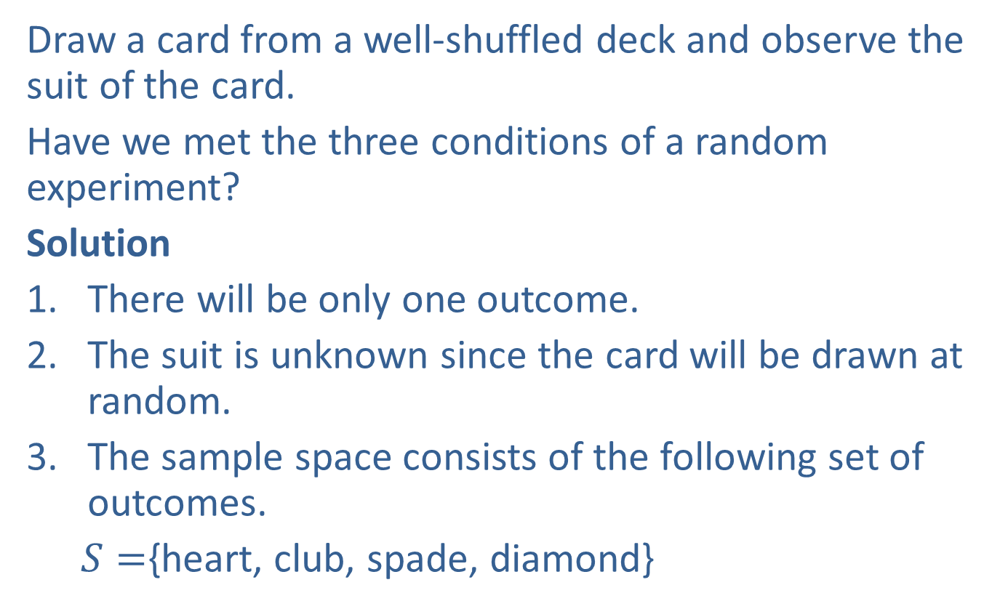 Draw a card from a well-shuffled deck and observe the
suit of the card.
Have we met the three conditions of a random
experiment?
Solution
1. There will be only one outcome.
2. The suit is unknown since the card will be drawn at
random.
3. The sample space consists of the following set of
outcomes.
S ={heart, club, spade, diamond}